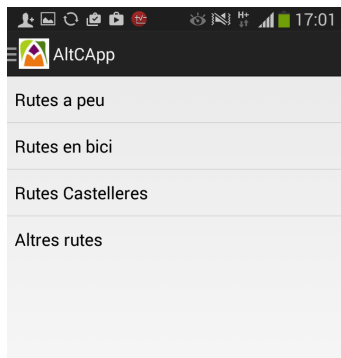 H+ 17:01
AltCApp
Rutes a peu
Rutes en bici
Rutes Castelleres
Altres rutes